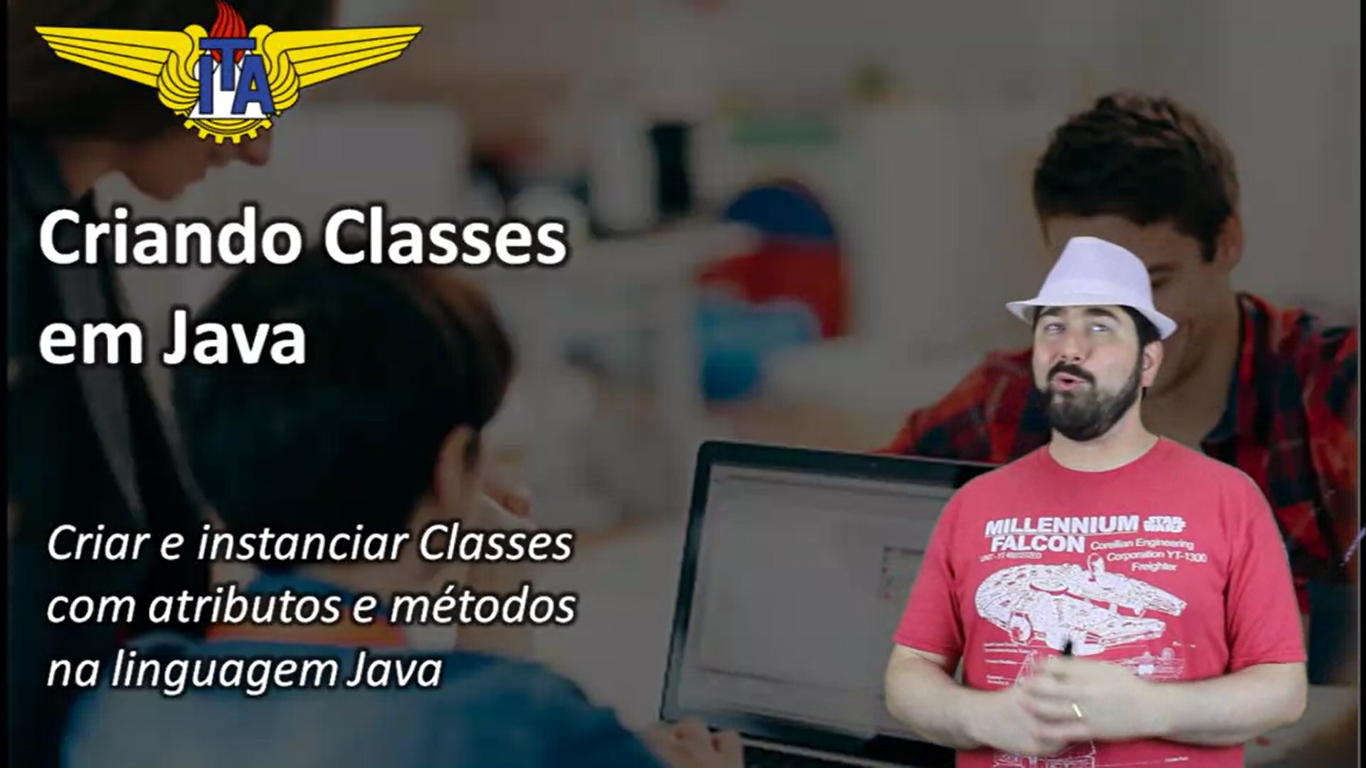 ITA
Criando Classes
em Java
Criar e instanciar Classes
com atributos e métodos
na linguagem Java
MILLENNIUM STAR WARS
FALCON Corellian Engineering
Corporation YT-1300
Freighter